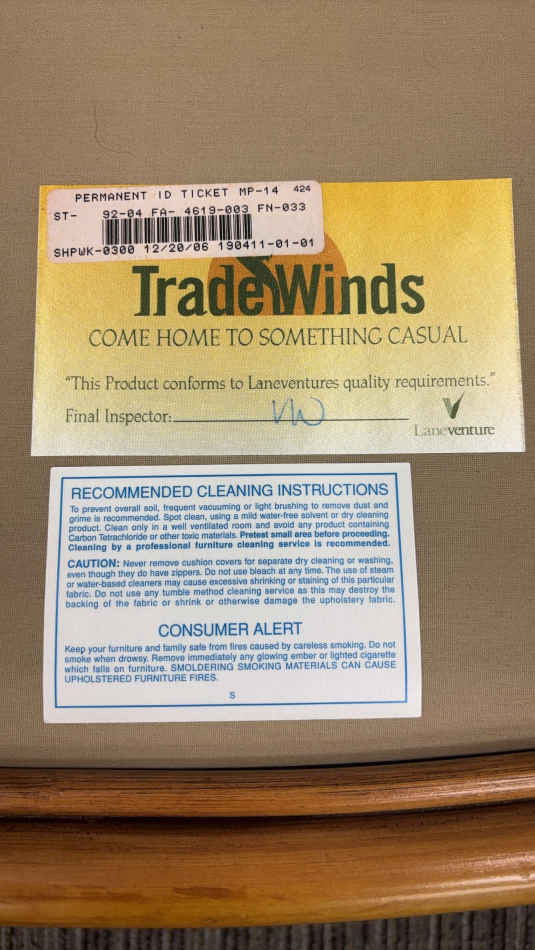 PERMANENT ID TICKET MP-14 424
ST- 92-04 FA- 4619-003 FN-033
SHPWK-0300 12/20/06 190411-01-01
TradeWinds
COME HOME TO SOMETHING CASUAL
"This Product conforms to Laneventures quality requirements."
Final Inspector: VW
Laneventure
RECOMMENDED CLEANING INSTRUCTIONS
To prevent overall soil, frequent vacuuming or light brushing to remove dust and
grime is recommended. Spot clean, using a mild water-free solvent or dry cleaning
product. Clean only in a well ventilated room and avoid any product containing
Carbon Tetrachloride or other toxic materials. Pretest small area before proceeding.
Cleaning by a professional furniture cleaning service is recommended.
CAUTION: Never remove cushion covers for separate dry cleaning or washing,
even though they do have zippers. Do not use bleach at any time. The use of steam
or water-based cleaners may cause excessive shrinking or staining of this particular
fabric. Do not use any tumble method cleaning service as this may destroy the
backing of the fabric or shrink or otherwise damage the upholstery fabric.
CONSUMER ALERT
Keep your furniture and family safe from fires caused by careless smoking. Do not
smoke when drowsy. Remove immediately any glowing ember or lighted cigarette
which falls on furniture. SMOLDERING SMOKING MATERIALS CAN CAUSE
UPHOLSTERED FURNITURE FIRES.
S